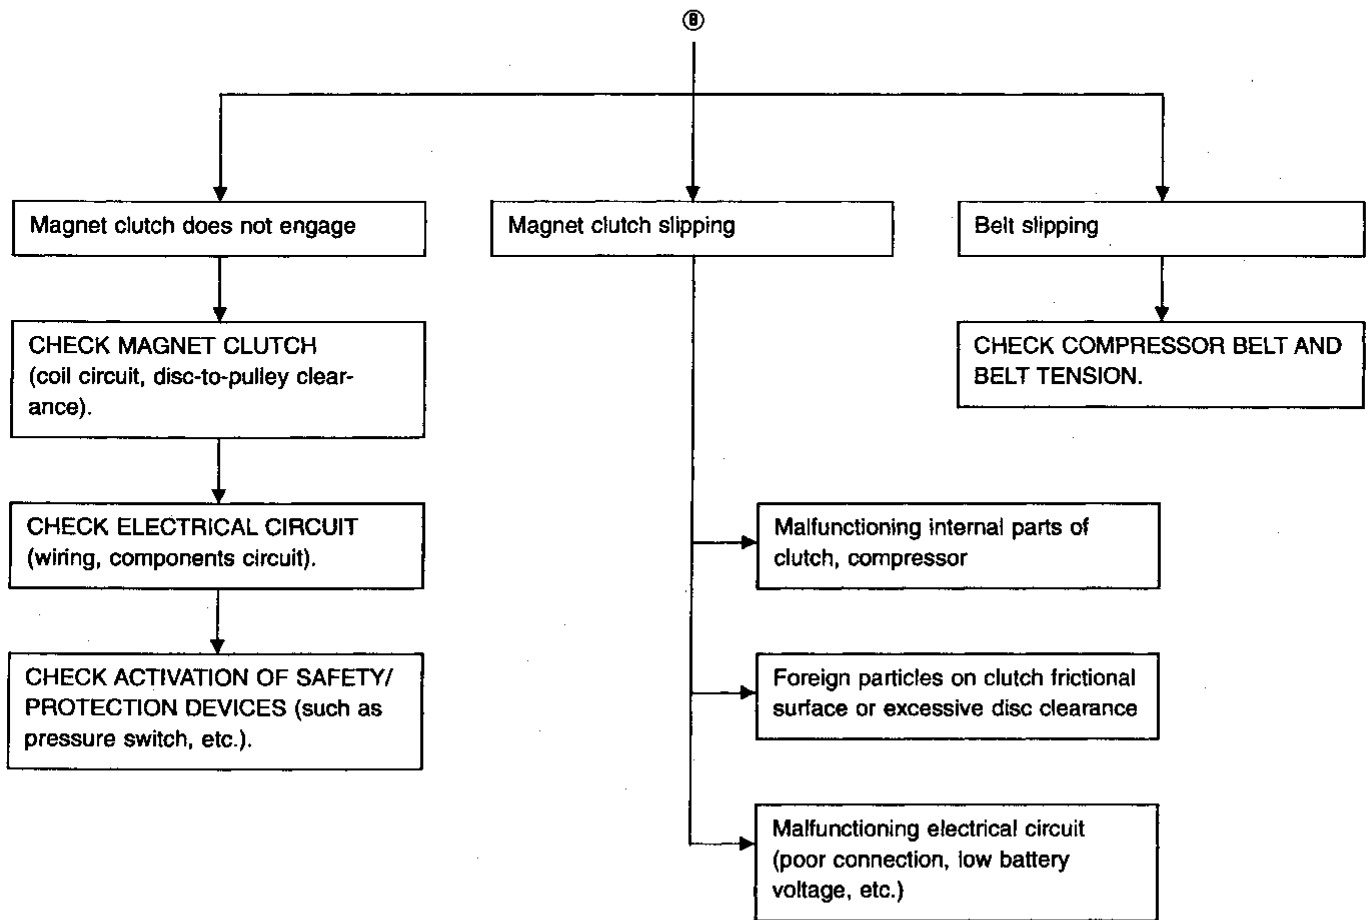 Ⓑ
Magnet clutch does not engage
Magnet clutch slipping
Belt slipping
CHECK MAGNET CLUTCH
(coil circuit, disc-to-pulley clear-
ance).
CHECK COMPRESSOR BELT AND
BELT TENSION.
CHECK ELECTRICAL CIRCUIT
(wiring, components circuit).
Malfunctioning internal parts of
clutch, compressor
CHECK ACTIVATION OF SAFETY/
PROTECTION DEVICES (such as
pressure switch, etc.).
Foreign particles on clutch frictional
surface or excessive disc clearance
Malfunctioning electrical circuit
(poor connection, low battery
voltage, etc.)